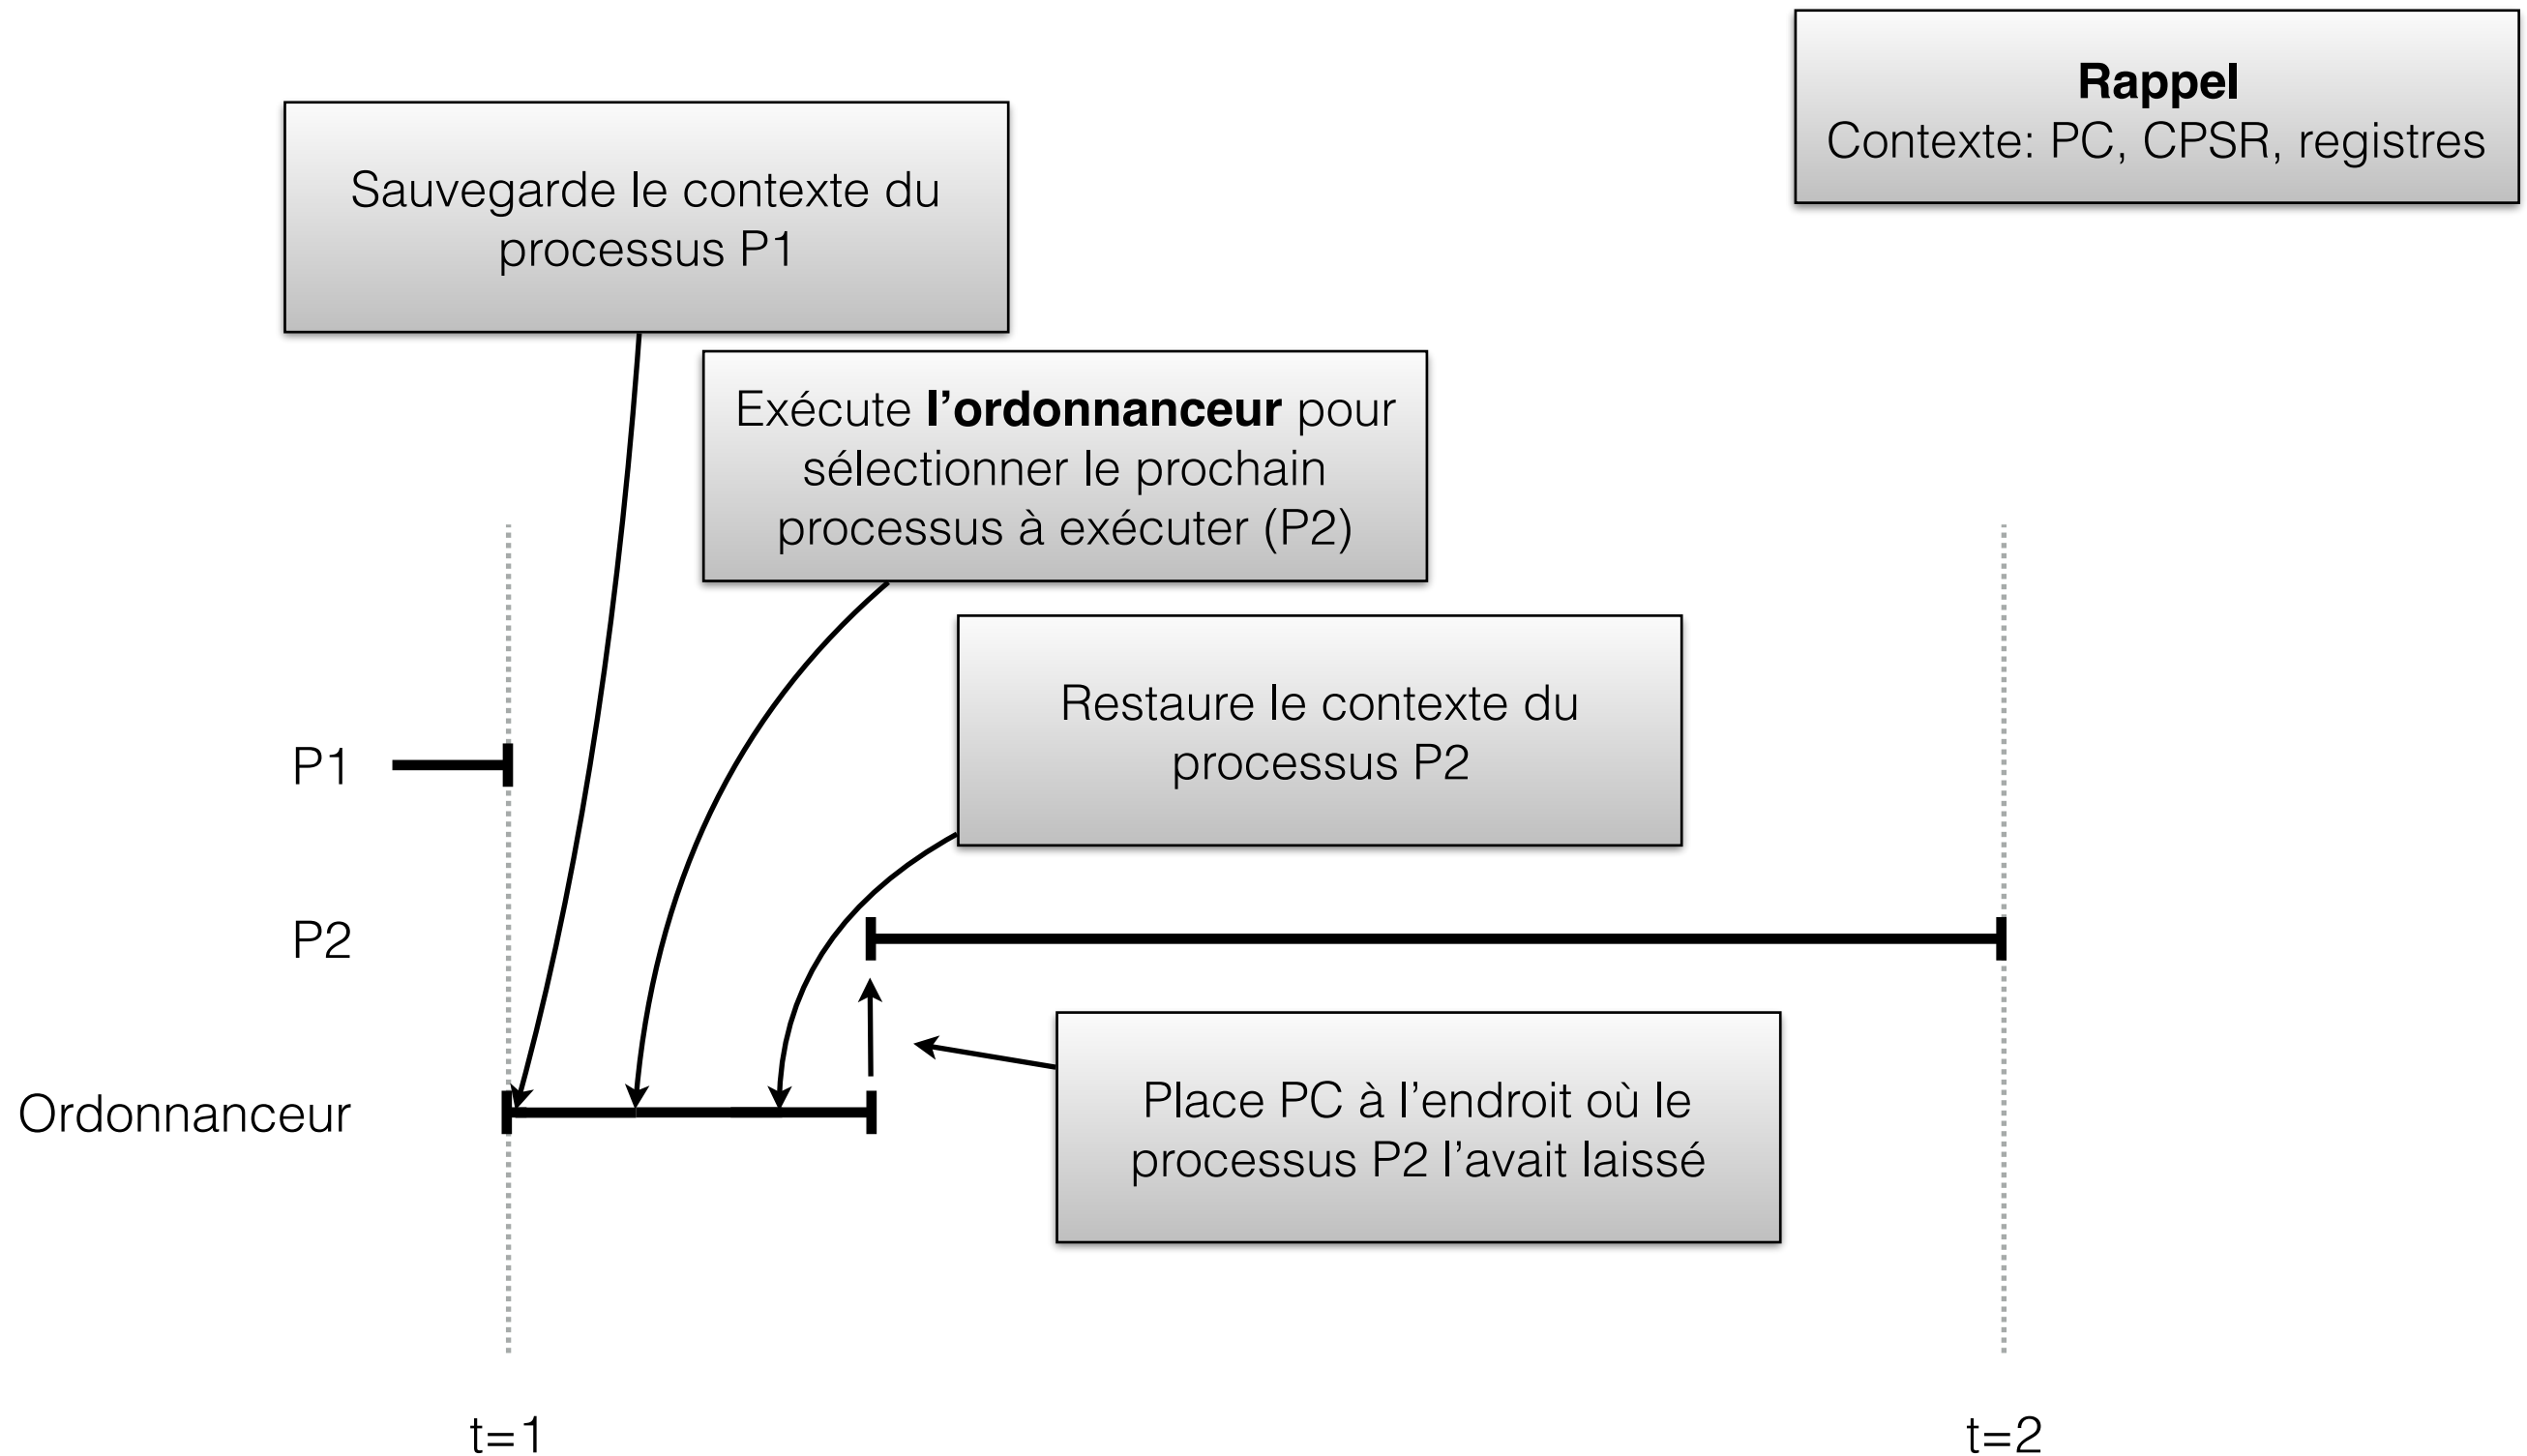 Rappel
Contexte: PC, CPSR, registres
Sauvegarde le contexte du
processus P1
Exécute l’ordonnanceur pour
sélectionner le prochain
processus à exécuter (P2)
Restaure le contexte du
processus P2
P1
P2
Place PC à l’endroit où le
processus P2 l’avait laissé
Ordonnanceur
t=1
t=2